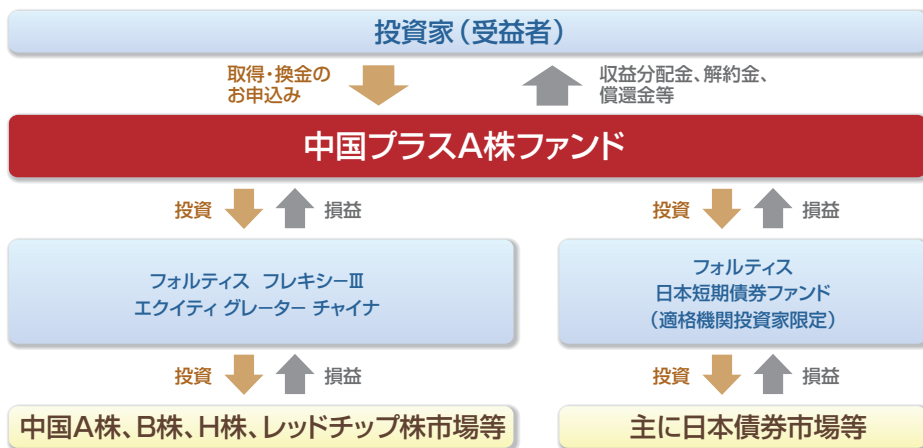 投資家(受益者)
取得・換金の
お申込み
収益分配金、解約金、
償還金等
中国プラスA株ファンド
投資 損益 投資 損益
フォルティス フレキシーⅢ
エクイティ グレーター チャイナ
フォルティス
日本短期債券ファンド
(適格機関投資家限定)
投資 損益 投資 損益
中国A株、B株、H株、レッドチップ株市場等
主に日本債券市場等